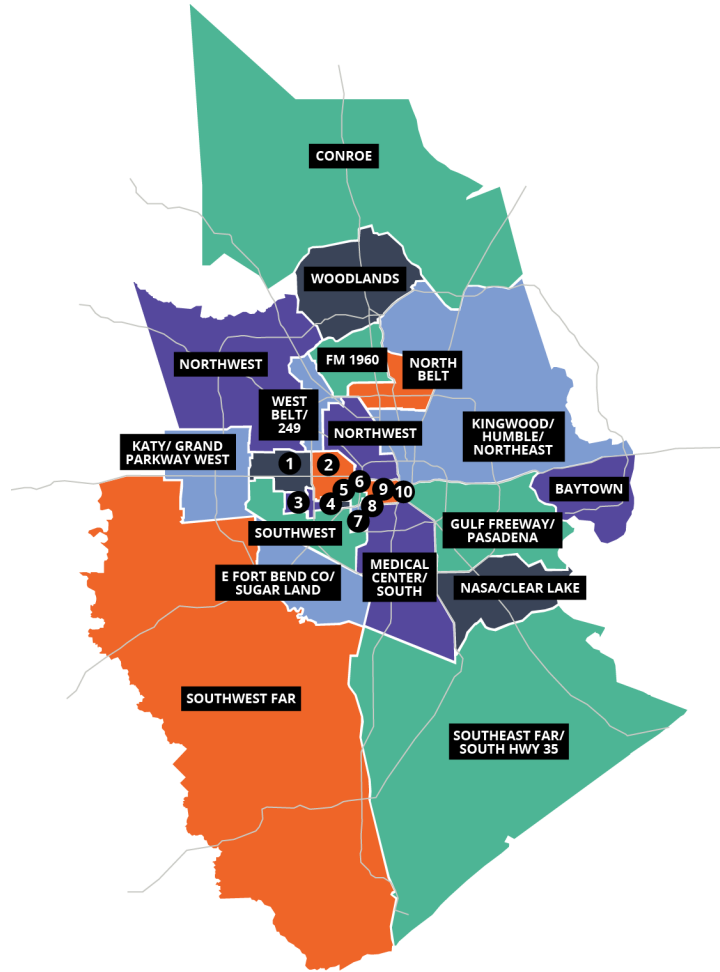 CONROE
WOODLANDS
FM 1960
NORTH
BELT
NORTHWEST
WEST
BELT/
249
NORTHWEST
KINGWOOD/
HUMBLE/
NORTHEAST
KATY/ GRAND
PARKWAY WEST
1
2
3
4
5
6
7
8
9
10
BAYTOWN
SOUTHWEST
GULF FREEWAY/
PASADENA
E FORT BEND CO/
SUGAR LAND
MEDICAL
CENTER/
SOUTH
NASA/CLEAR LAKE
SOUTHWEST FAR
SOUTHEAST FAR/
SOUTH HWY 35